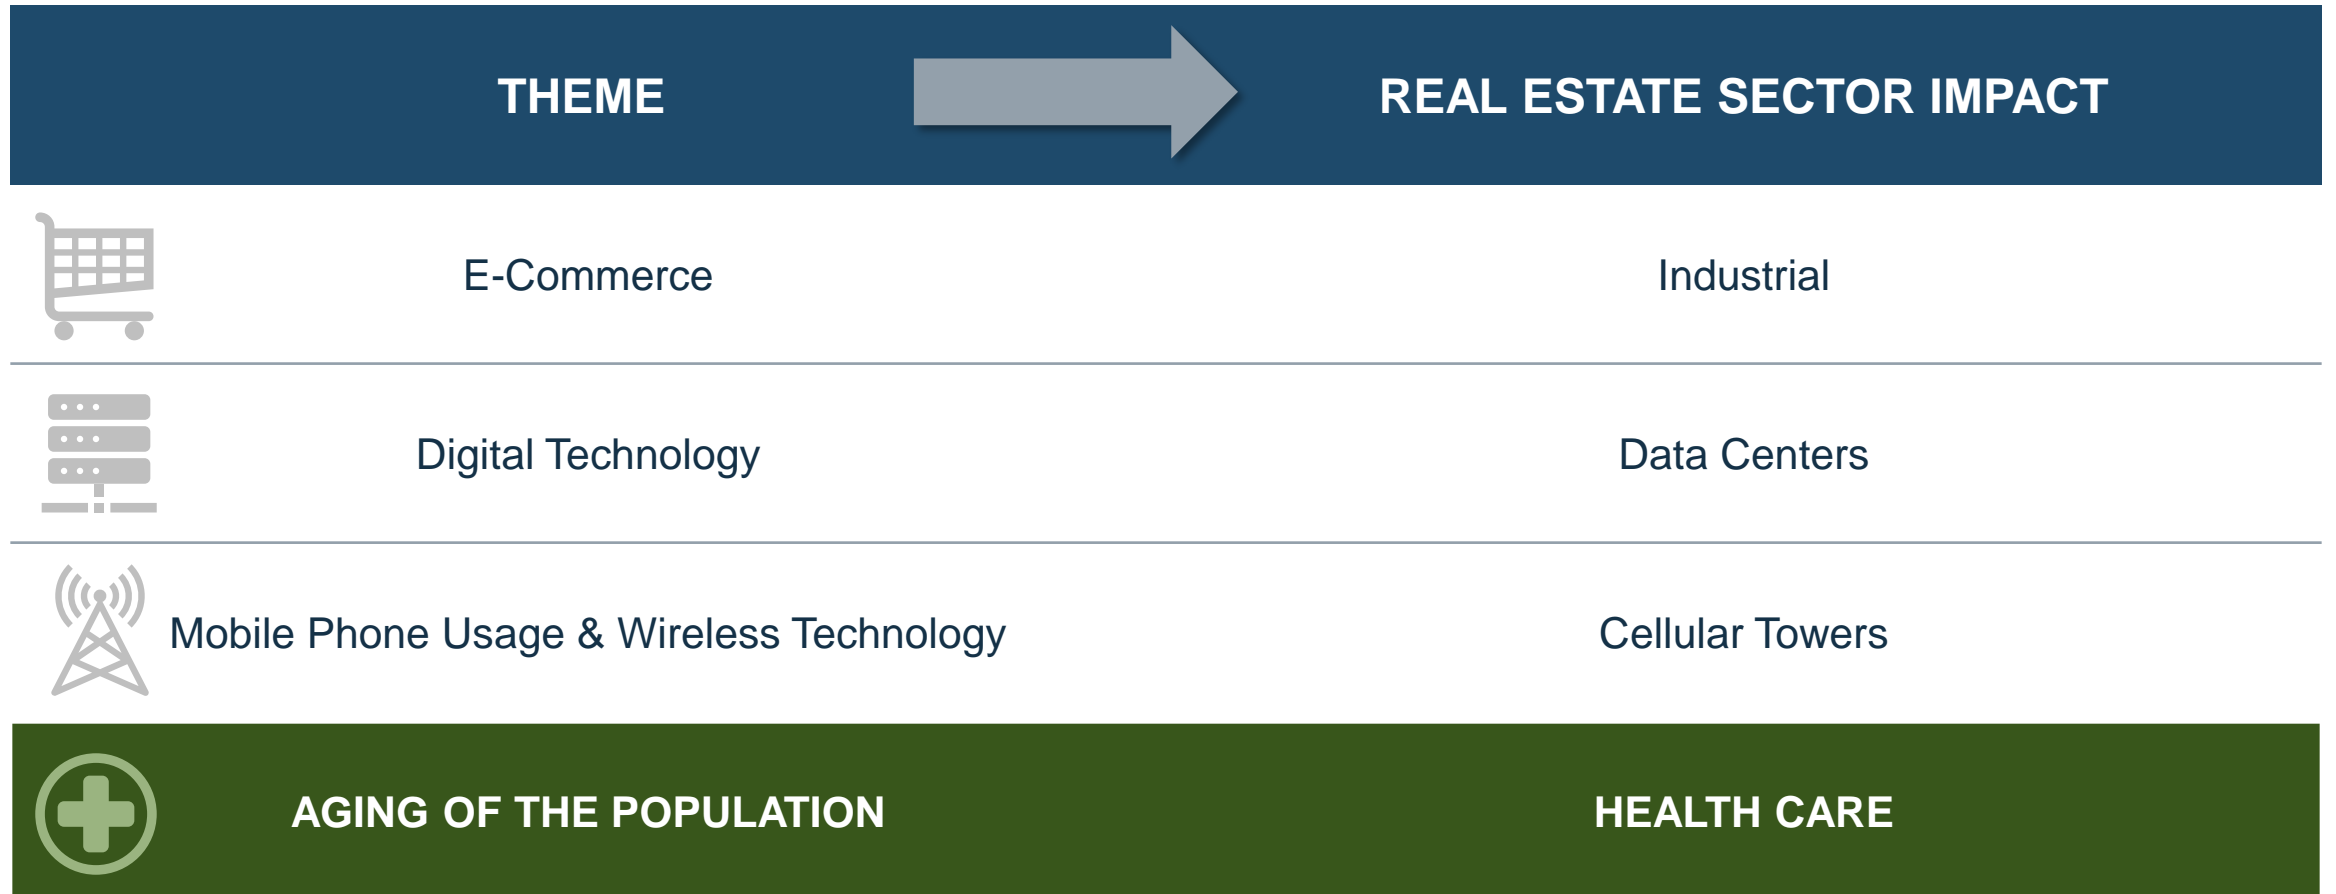 THEME
REAL ESTATE SECTOR IMPACT
E-Commerce
Industrial
Digital Technology
Data Centers
Mobile Phone Usage & Wireless Technology
Cellular Towers
AGING OF THE POPULATION
HEALTH CARE